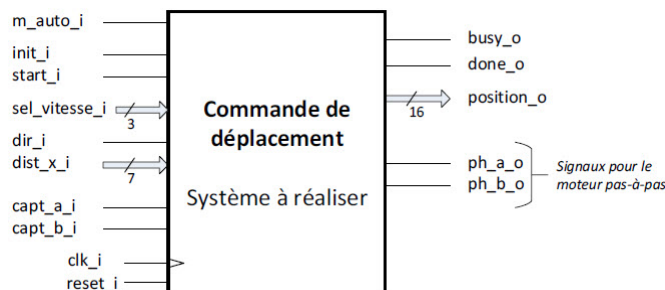 m_auto_i
init_i
start_i
sel_vitesse_i
3
dir_i
dist_x_i
7
capt_a_i
capt_b_i
clk_i
reset_i
Commande de
déplacement
Système à réaliser
busy_o
done_o
position_o
16
ph_a_o
ph_b_o
Signaux pour le
moteur pas-à-pas